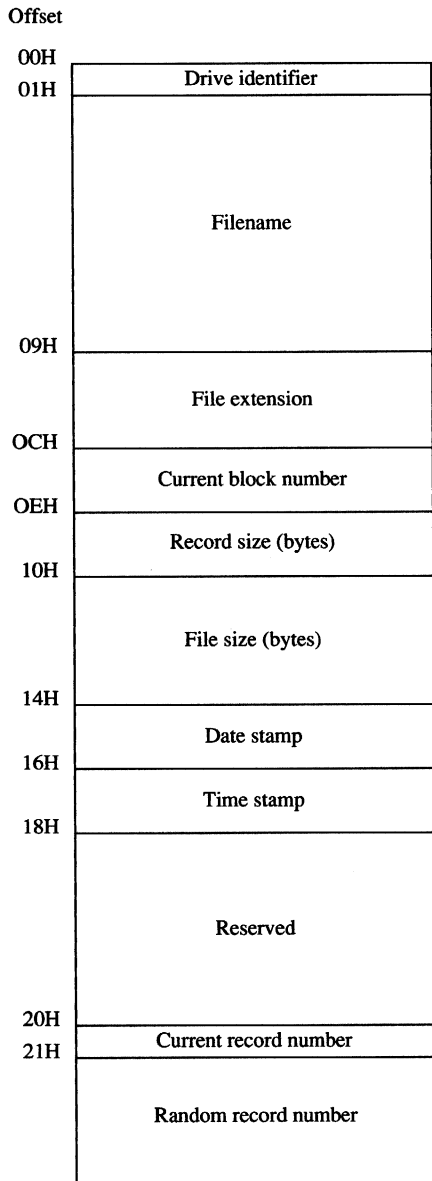 Offset
00H
Drive identifier
01H
Filename
09H
File extension
OCH
Current block number
OEH
Record size (bytes)
10H
File size (bytes)
14H
Date stamp
16H
Time stamp
18H
Reserved
20H
Current record number
21H
Random record number